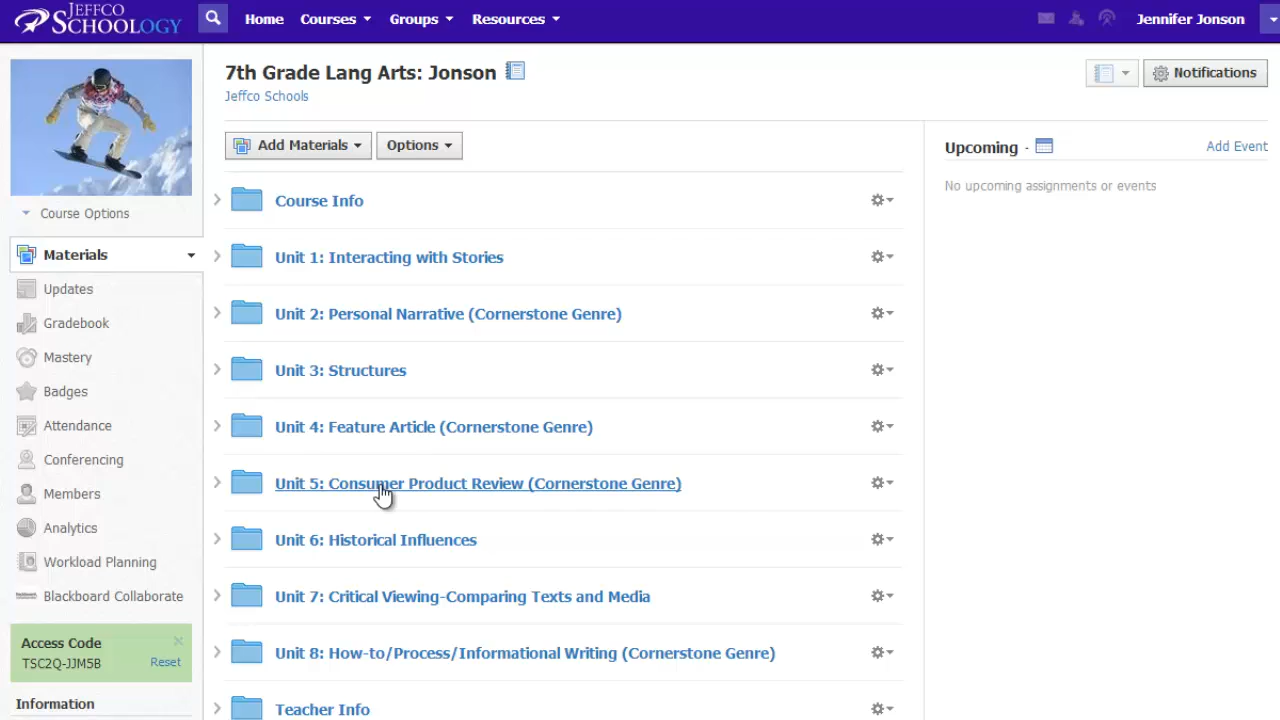 JEFFCO
SCHOOLOGY
Home
Courses
Groups
Resources
Jennifer Jonson
7th Grade Lang Arts: Jonson
Jeffco Schools
Notifications
Add Materials
Options
Upcoming ·
Add Event
No upcoming assignments or events
Course Options
Materials
Updates
Gradebook
Mastery
Badges
Attendance
Conferencing
Members
Analytics
Workload Planning
Blackboard Collaborate
Access Code
TSC2Q-JJM5B
Reset
Information
Course Info
Unit 1: Interacting with Stories
Unit 2: Personal Narrative (Cornerstone Genre)
Unit 3: Structures
Unit 4: Feature Article (Cornerstone Genre)
Unit 5: Consumer Product Review (Cornerstone Genre)
Unit 6: Historical Influences
Unit 7: Critical Viewing-Comparing Texts and Media
Unit 8: How-to/Process/Informational Writing (Cornerstone Genre)
Teacher Info